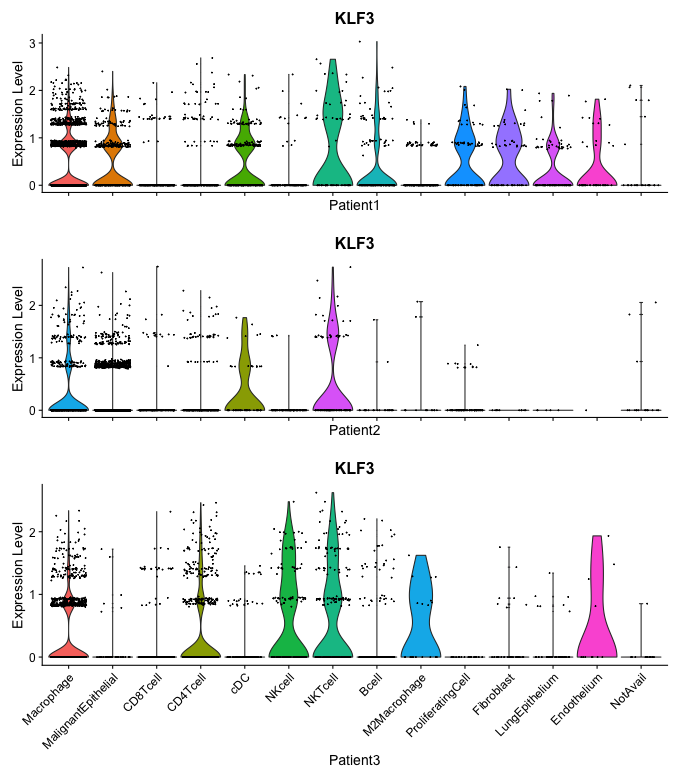 KLF3
Expression Level
3
2
1
0
Patient1
KLF3
Expression Level
2
1
0
Patient2
KLF3
Expression Level
2
1
0
Macrophage
MalignantEpithelial
CD8Tcell
CD4Tcell
cDC
NKcell
NKTcell
Bcell
M2Macrophage
ProliferatingCell
Fibroblast
LungEpithelium
Endothelium
NotAvail
Patient3